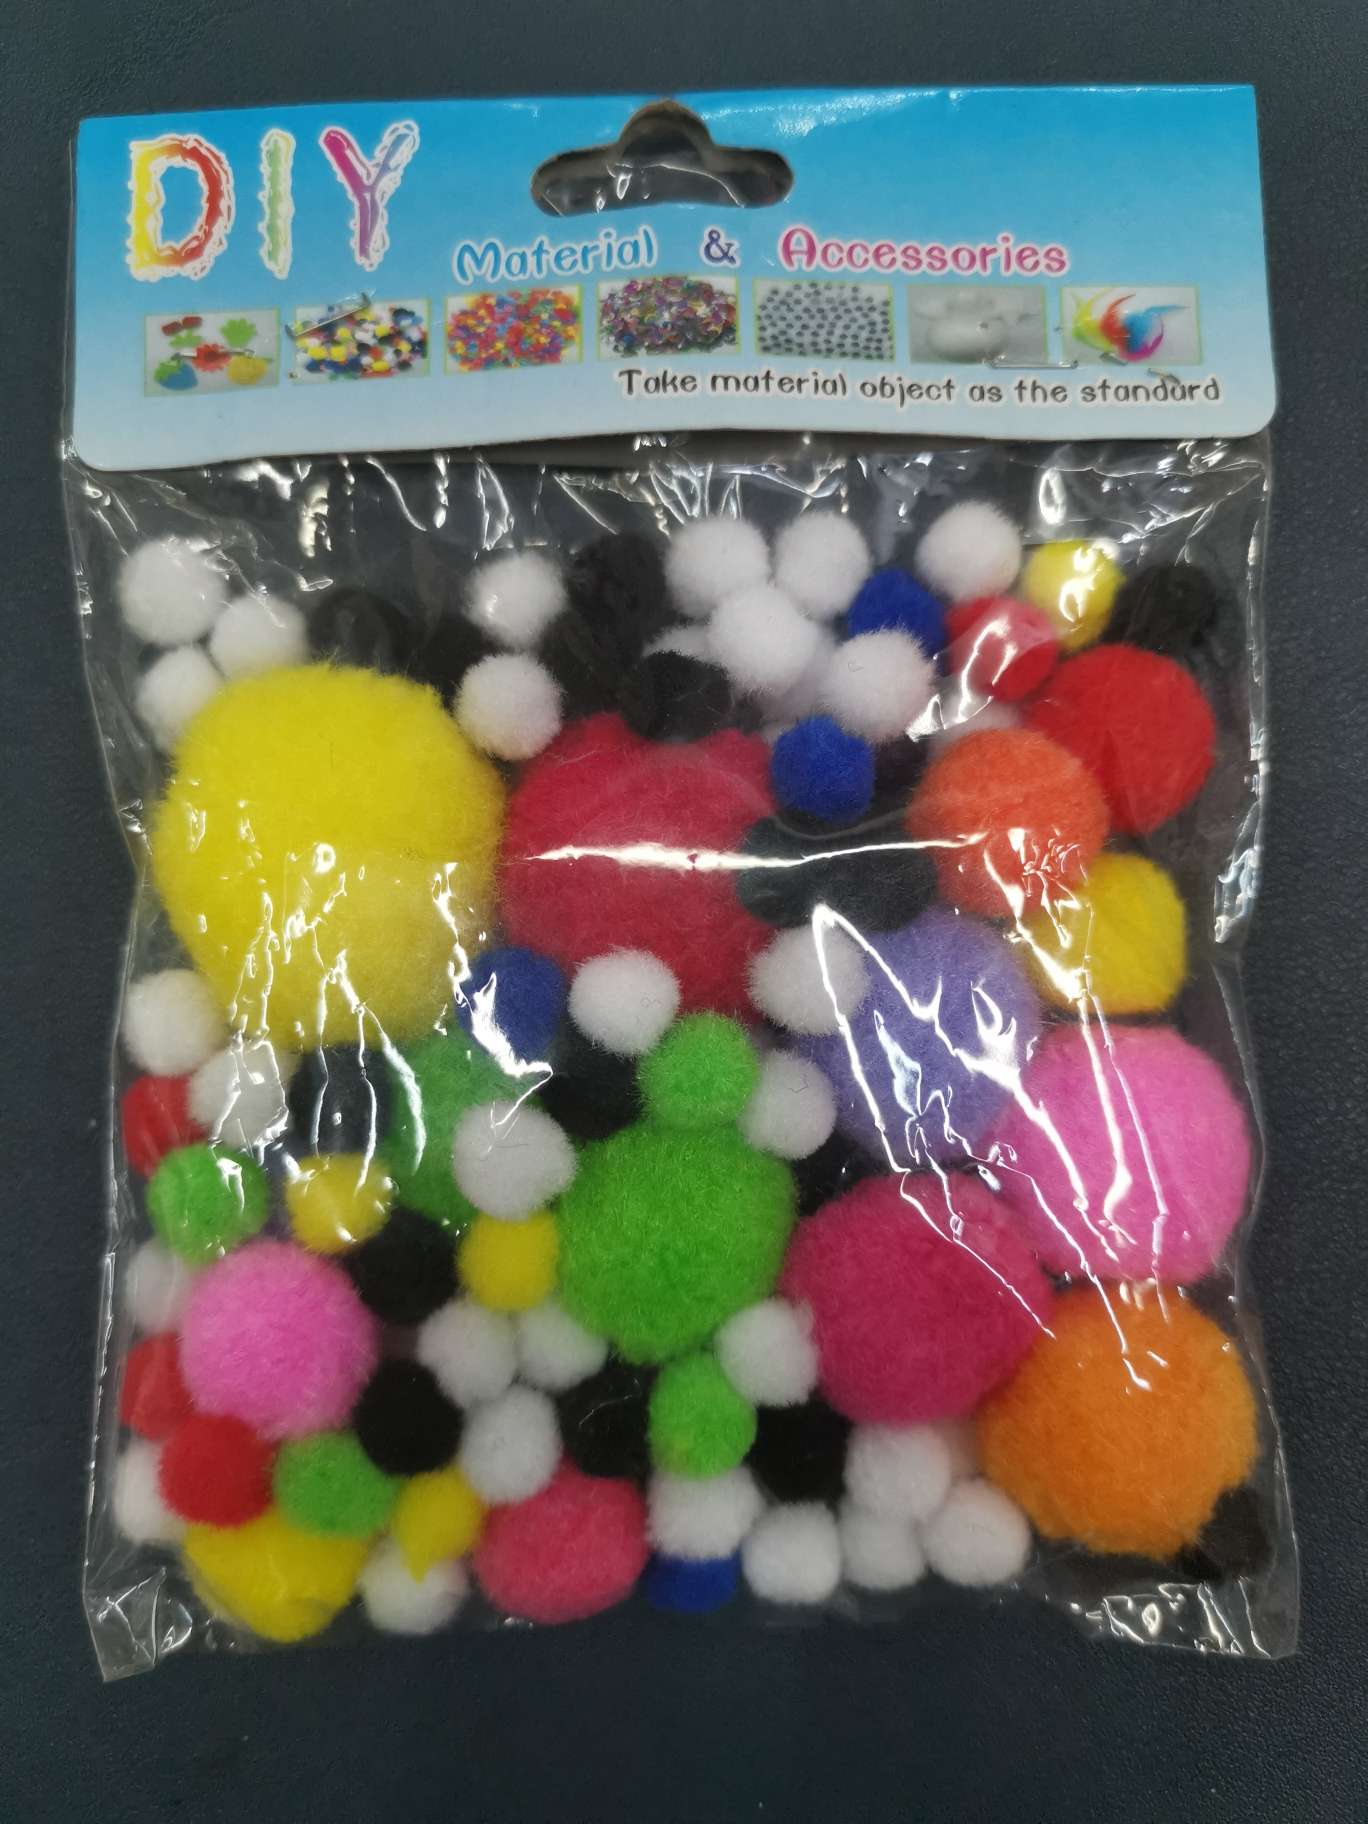 DIY
Material & Accessories
Take material object as the standard